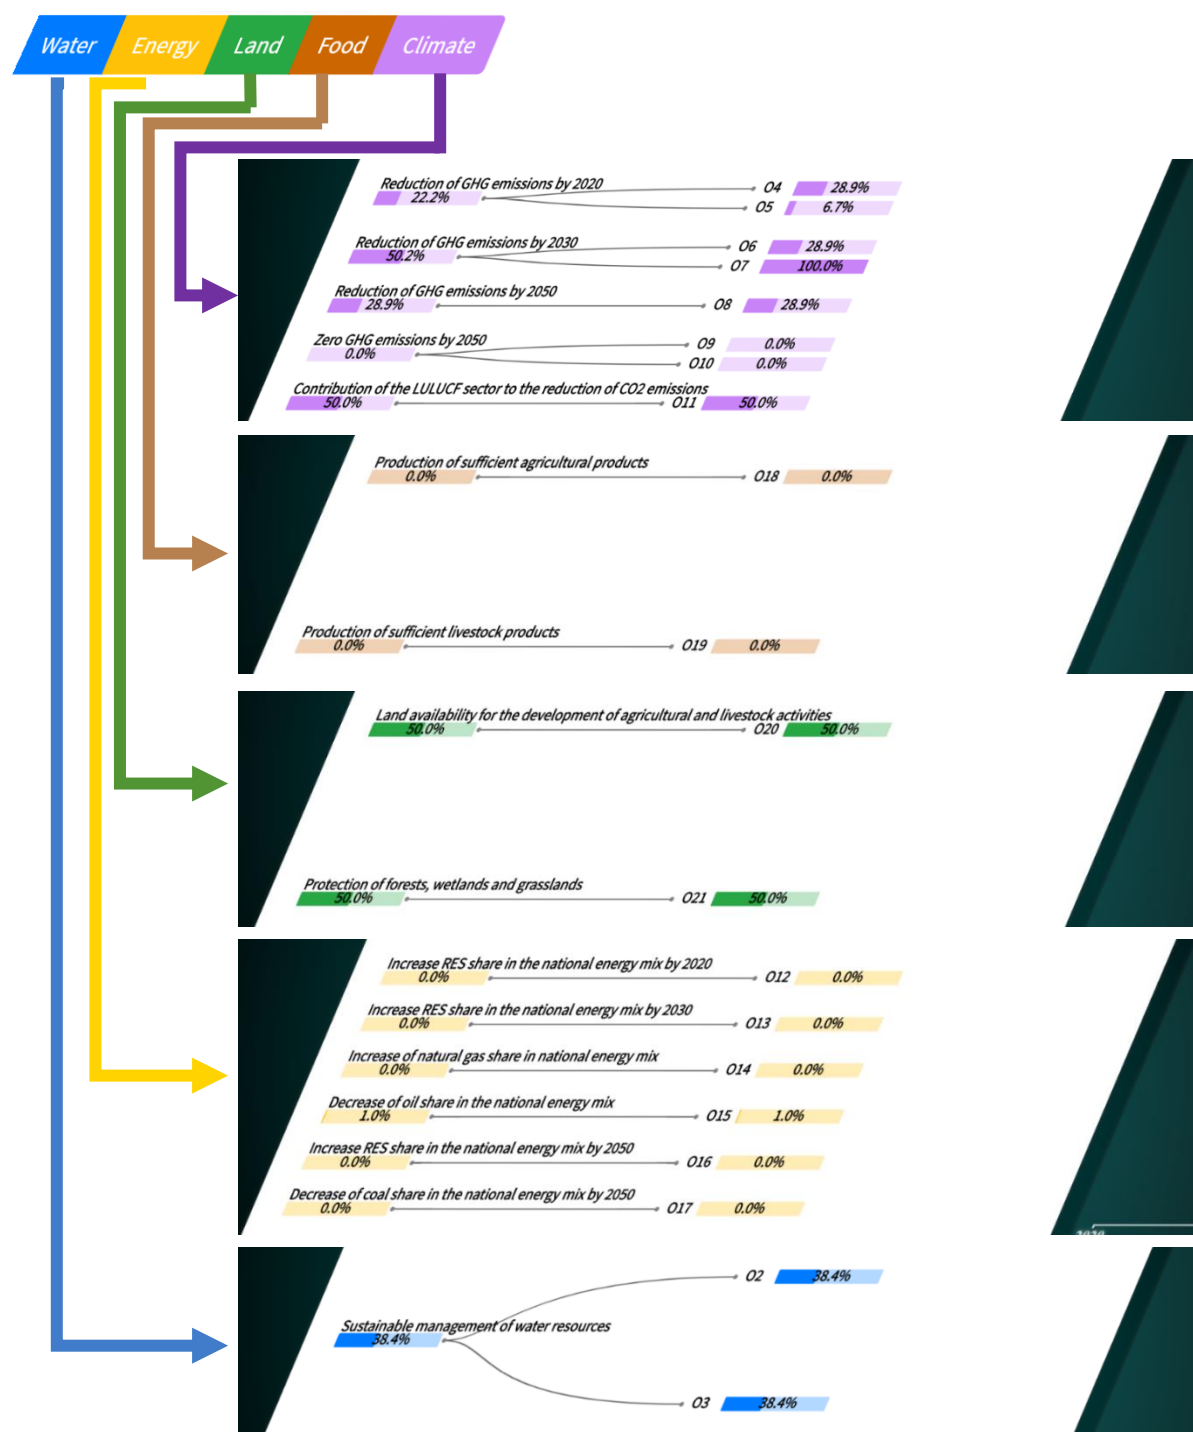 Water Energy Land Food Climate
Reduction of GHG emissions by 2020
22.2%
O4 28.9%
O5 6.7%
Reduction of GHG emissions by 2030
50.2%
O6 28.9%
O7 100.0%
Reduction of GHG emissions by 2050
28.9%
O8 28.9%
Zero GHG emissions by 2050
0.0%
O9 0.0%
O10 0.0%
Contribution of the LULUCF sector to the reduction of CO2 emissions
50.0%
O11 50.0%
Production of sufficient agricultural products
0.0%
O18 0.0%
Production of sufficient livestock products
0.0%
O19 0.0%
Land availability for the development of agricultural and livestock activities
50.0%
O20 50.0%
Protection of forests, wetlands and grasslands
50.0%
O21 50.0%
Increase RES share in the national energy mix by 2020
0.0%
O12 0.0%
Increase RES share in the national energy mix by 2030
0.0%
O13 0.0%
Increase of natural gas share in national energy mix
0.0%
O14 0.0%
Decrease of oil share in the national energy mix
1.0%
O15 1.0%
Increase RES share in the national energy mix by 2050
0.0%
O16 0.0%
Decrease of coal share in the national energy mix by 2050
0.0%
O17 0.0%
O2 38.4%
Sustainable management of water resources
38.4%
O3 38.4%